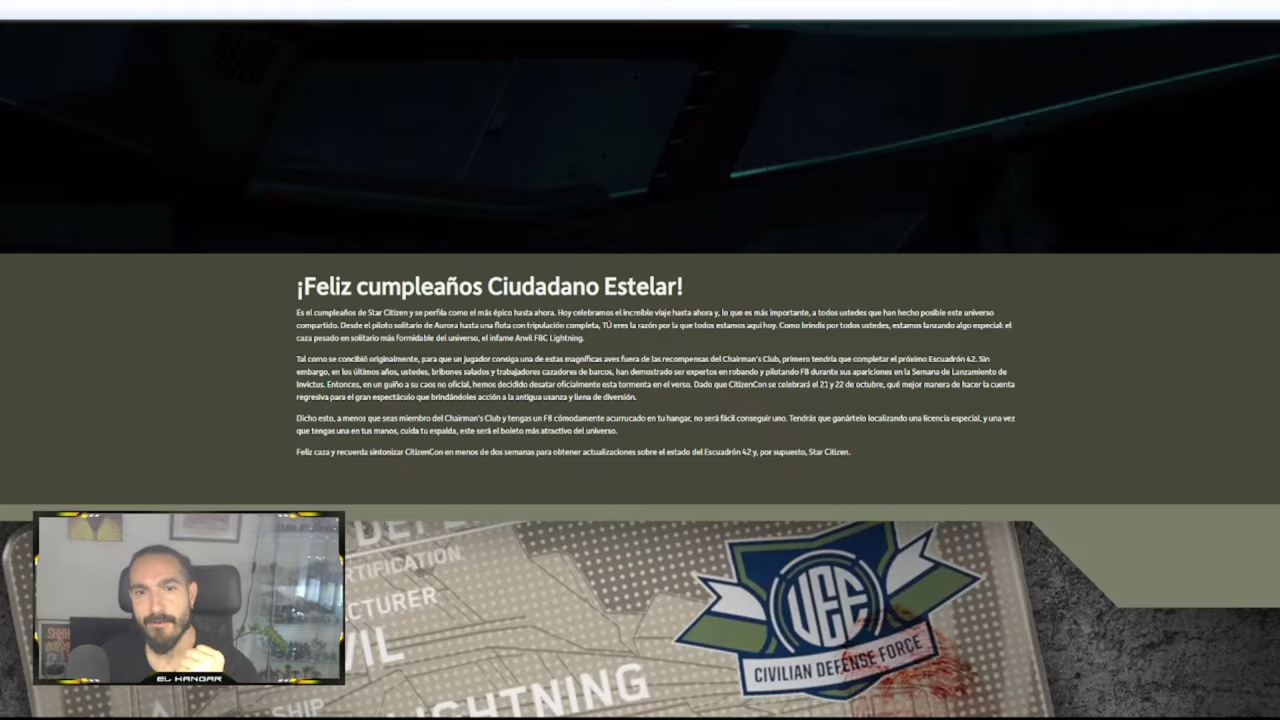 ¡Feliz cumpleaños Ciudadano Estelar!
Es el cumpleaños de Star Citizen y se perfila como el más épico hasta ahora. Hoy celebramos el increíble viaje hasta ahora y, lo que es más importante, a todos ustedes que han hecho posible este universo
compartido. Desde el piloto solitario de Aurora hasta una flota con tripulación completa, TÚ eres la razón por la que todos estamos aquí hoy. Como brindis por todos ustedes, estamos lanzando algo especial: el
caza pesado en solitario más formidable del universo, el infame Anvil F8C Lightning.
Tal como se concibió originalmente, para que un jugador consiga una de estas magníficas aves fuera de las recompensas del Chairman's Club, primero tendría que completar el próximo Escuadrón 42. Sin
embargo, en los últimos años, ustedes, bribones salados y trabajadores cazadores de barcos, han demostrado ser expertos en robando y pilotando F8 durante sus apariciones en la Semana de Lanzamiento de
Invictus. Entonces, en un guiño a su caos no oficial, hemos decidido desatar oficialmente esta tormenta en el verso. Dado que CitizenCon se celebrará el 21 y 22 de octubre, qué mejor manera de hacer la cuenta
regresiva para el gran espectáculo que brindándoles acción a la antigua usanza y llena de diversión.
Dicho esto, a menos que seas miembro del Chairman's Club y tengas un F8 cómodamente acurrucado en tu hangar, no será fácil conseguir uno. Tendrás que ganártelo localizando una licencia especial, y una vez
que tengas una en tus manos, cuida tu espalda, este será el boleto más atractivo del universo.
Feliz caza y recuerda sintonizar CitizenCon en menos de dos semanas para obtener actualizaciones sobre el estado del Escuadrón 42 y, por supuesto, Star Citizen.
RTIFICATION
CTURER
VIL
SHIP
LIGHTNING
UEE
CIVILIAN DEFENSE FORCE
SHHH
EL HANGAR